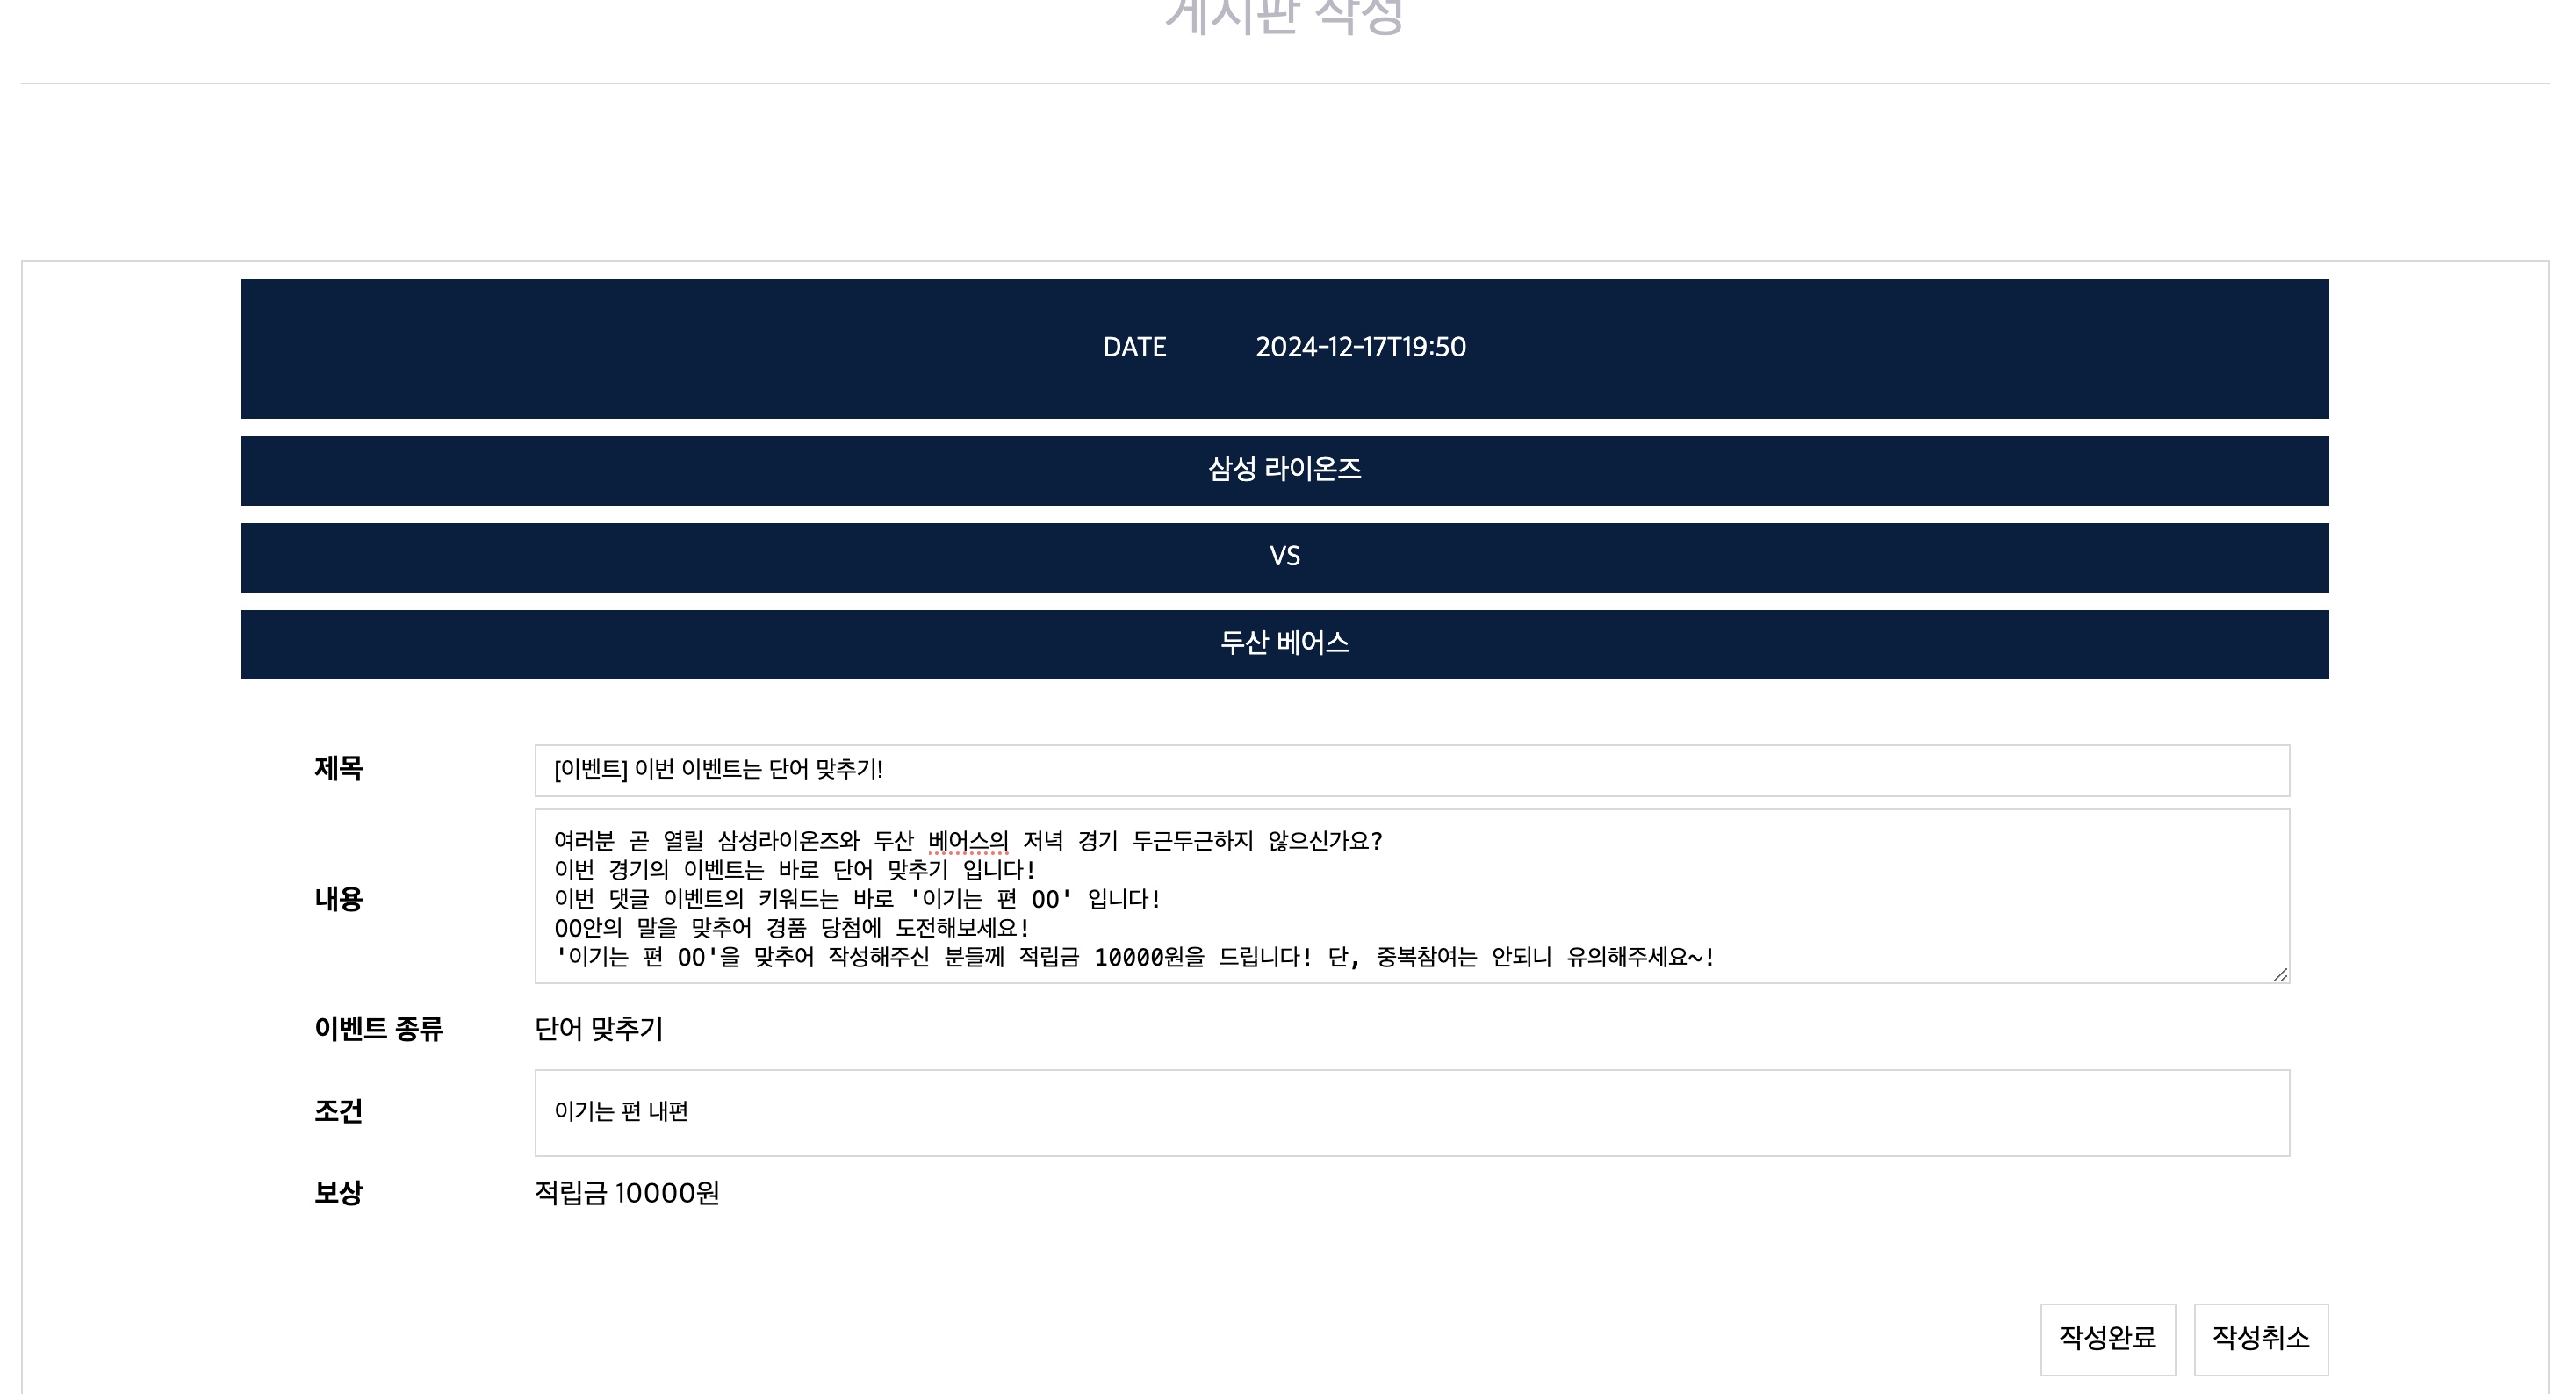 게시판 작성
DATE 2024-12-17T19:50
삼성 라이온즈
VS
두산 베어스
제목 [이벤트] 이번 이벤트는 단어 맞추기!
내용
여러분 곧 열릴 삼성라이온즈와 두산 베어스의 저녁 경기 두근두근하지 않으신가요?
이번 경기의 이벤트는 바로 단어 맞추기 입니다!
이번 댓글 이벤트의 키워드는 바로 '이기는 편 OO' 입니다!
OO안의 말을 맞추어 경품 당첨에 도전해보세요!
'이기는 편 OO'을 맞추어 작성해주신 분들께 적립금 10000원을 드립니다! 단, 중복참여는 안되니 유의해주세요~!
이벤트 종류 단어 맞추기
조건 이기는 편 내편
보상 적립금 10000원
작성완료 작성취소